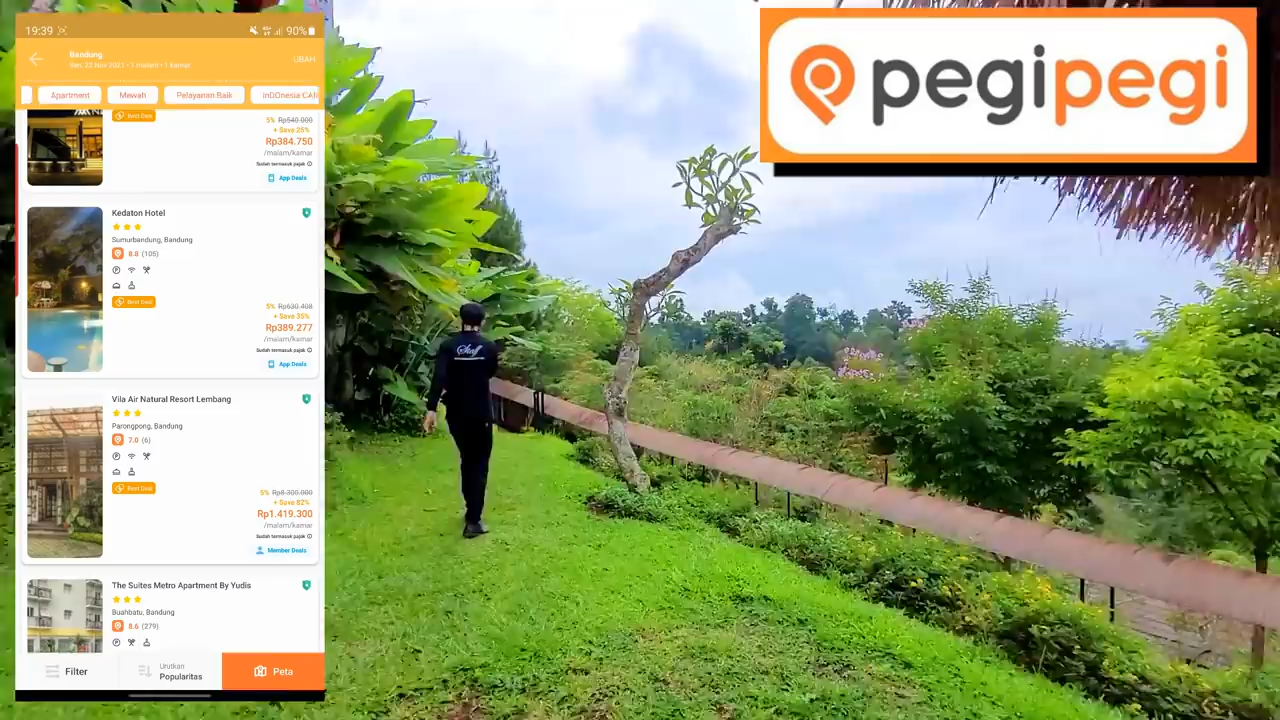 19:39
90%
Bandung
Sen, 22 Nov 2021 • 1 malam • 1 kamar
UBAH
Apartment
Mewah
Pelayanan Baik
Best Deal
5% Rp540.000
+ Save 25%
Rp384.750
/malam/kamar
Sudah termasuk pajak
App Deals
Kedaton Hotel
Sumurbandung, Bandung
8.8 (105)
Best Deal
5% Rp630.408
+ Save 35%
Rp389.277
/malam/kamar
Sudah termasuk pajak
App Deals
Vila Air Natural Resort Lembang
Parongpong, Bandung
7.0 (6)
Best Deal
5% Rp8.300.000
+ Save 82%
Rp1.419.300
/malam/kamar
Sudah termasuk pajak
Member Deals
The Suites Metro Apartment By Yudis
Buahbatu, Bandung
8.6 (279)
Filter
Urutkan
Popularitas
Peta
pegipegi
Staff